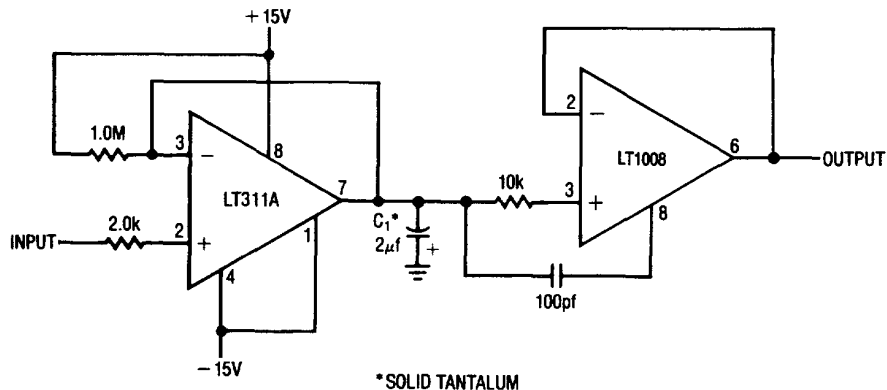 +15V
1.0M
3
−
8
LT311A
7
1
INPUT
2.0k
2
+
4
−15V
C₁*
2µf
+
10k
2
−
LT1008
6
OUTPUT
3
+
8
100pf
*SOLID TANTALUM